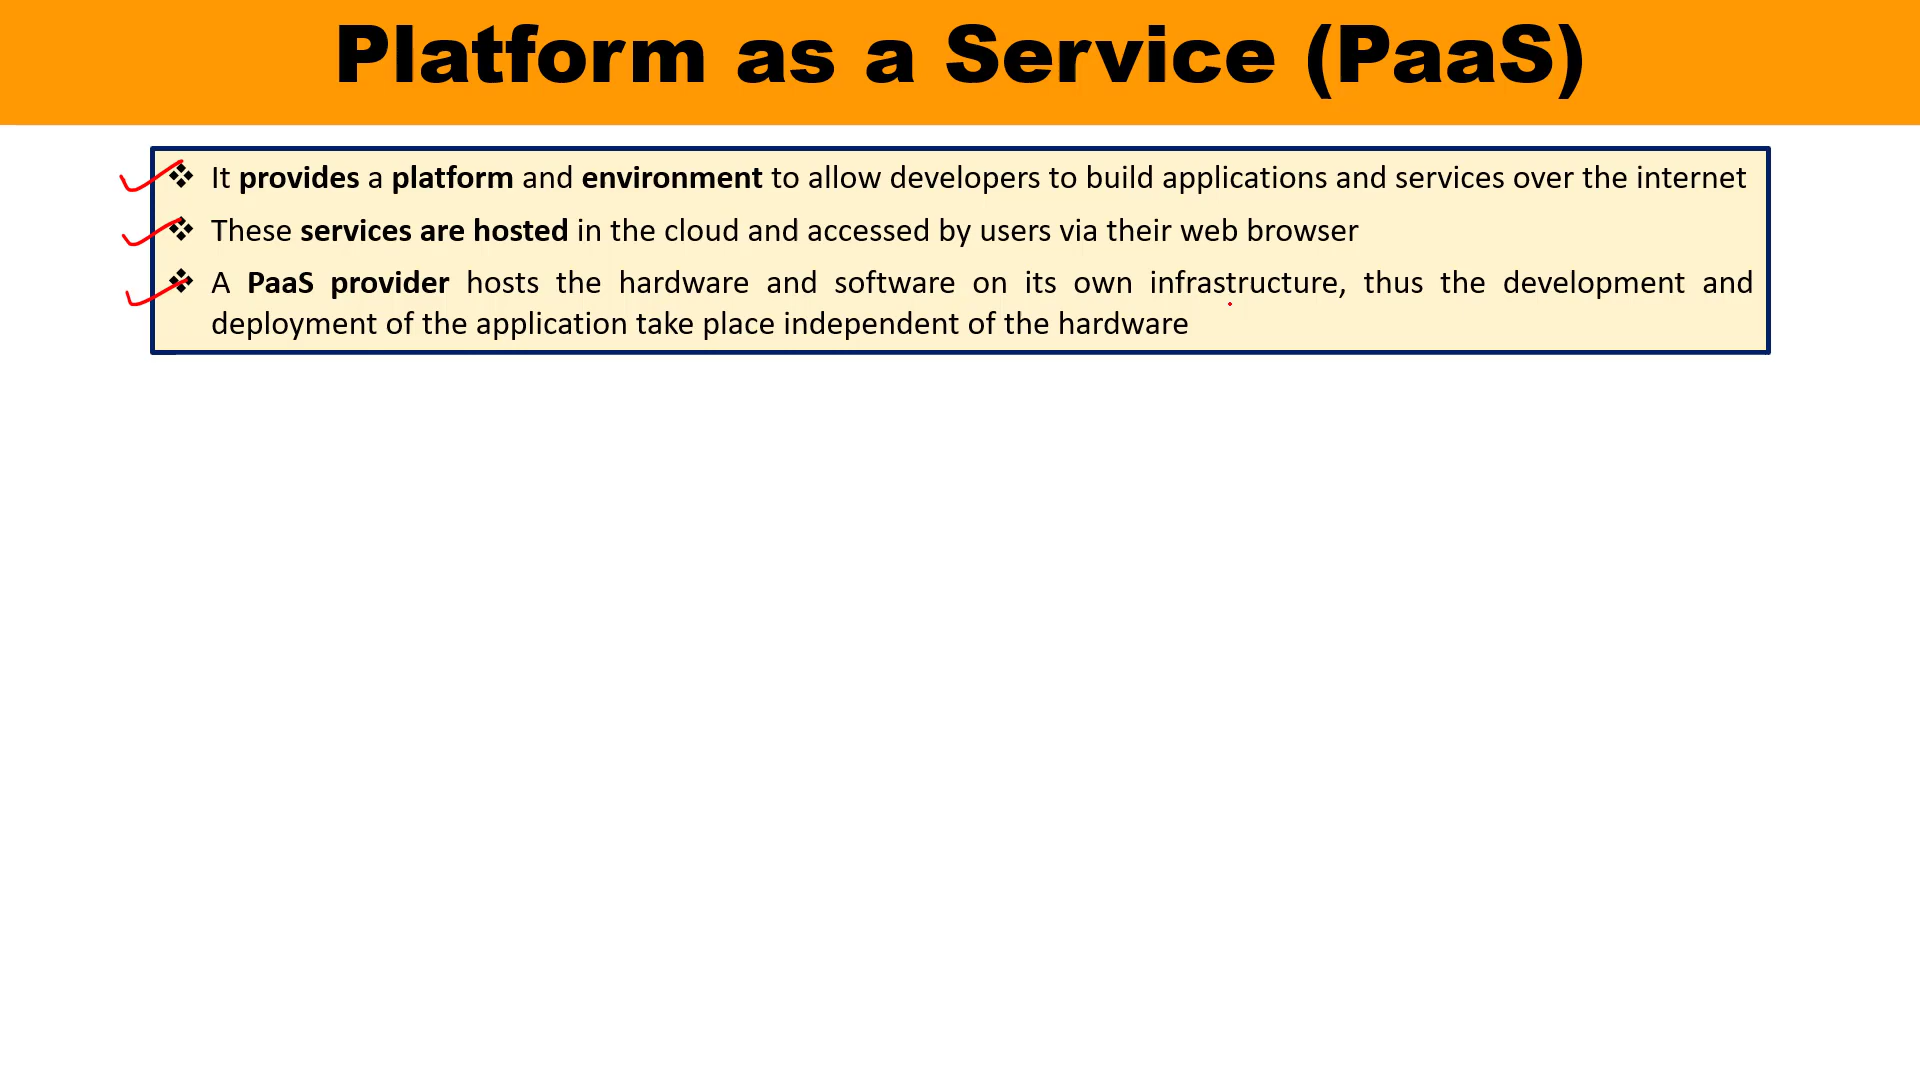 Platform as a Service (PaaS)
❖ It provides a platform and environment to allow developers to build applications and services over the internet
❖ These services are hosted in the cloud and accessed by users via their web browser
❖ A PaaS provider hosts the hardware and software on its own infrastructure, thus the development and
deployment of the application take place independent of the hardware